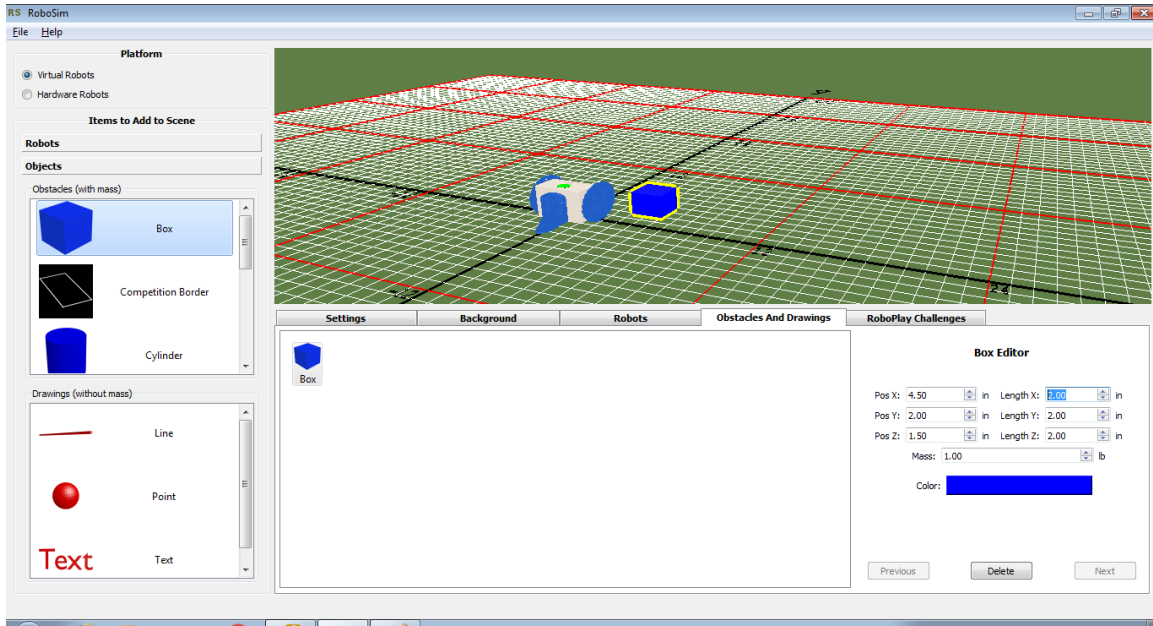 RS RoboSim
File Help
Platform
Virtual Robots
Hardware Robots
Items to Add to Scene
Robots
Objects
Obstacles (with mass)
Box
Competition Border
Cylinder
Drawings (without mass)
Line
Point
Text Text
Settings Background Robots Obstacles And Drawings RoboPlay Challenges
Box
Box Editor
Pos X: 4.50 in Length X: 2.00 in
Pos Y: 2.00 in Length Y: 2.00 in
Pos Z: 1.50 in Length Z: 2.00 in
Mass: 1.00 lb
Color:
Previous Delete Next